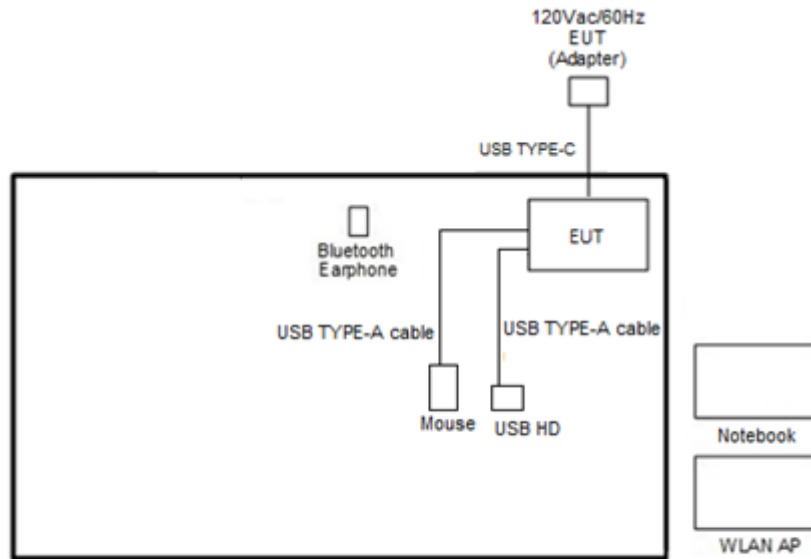 120Vac/60Hz
EUT
(Adapter)
USB TYPE-C
EUT
Bluetooth
Earphone
USB TYPE-A cable
USB TYPE-A cable
Mouse
USB HD
Notebook
WLAN AP